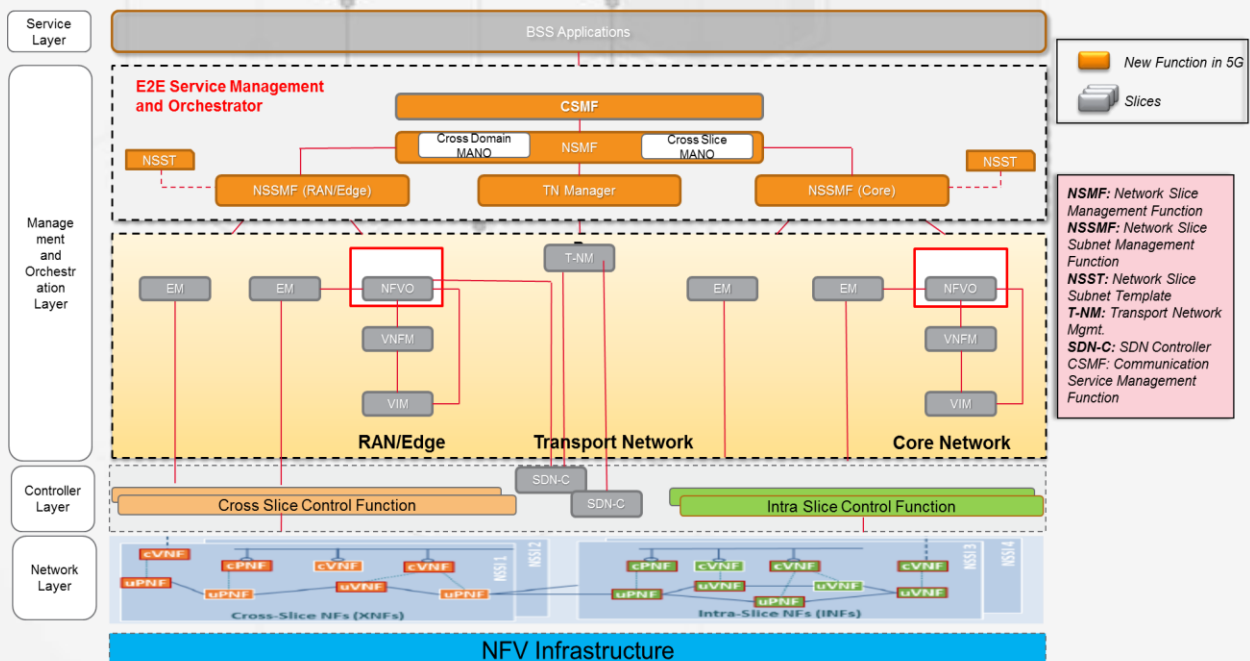 Service
Layer
BSS Applications
New Function in 5G
Slices
E2E Service Management
and Orchestrator
CSMF
Cross Domain
MANO
NSMF
Cross Slice
MANO
NSST
NSST
NSSMF (RAN/Edge)
TN Manager
NSSMF (Core)
Manage
ment
and
Orchestr
ation
Layer
T-NM
EM
EM
NFVO
EM
EM
NFVO
VNFM
VNFM
VIM
VIM
RAN/Edge
Transport Network
Core Network
NSMF: Network Slice
Management Function
NSSMF: Network Slice
Subnet Management
Function
NSST: Network Slice
Subnet Template
T-NM: Transport Network
Mgmt.
SDN-C: SDN Controller
CSMF: Communication
Service Management
Function
Controller
Layer
SDN-C
SDN-C
Cross Slice Control Function
Intra Slice Control Function
Network
Layer
cVNF
cPNF
cVNF
cVNF
NSSI 1
NSSI 2
uPNF
uPNF
uVNF
uPNF
Cross-Slice NFs (XNFs)
cPNF
cVNF
cVNF
cVNF
NSSI 3
NSSI 4
uPNF
uVNF
uPNF
uVNF
uVNF
Intra-Slice NFs (INFs)
NFV Infrastructure